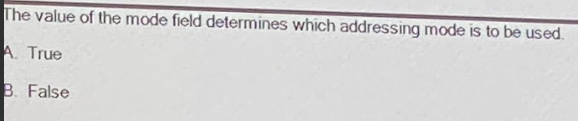 The value of the mode field determines which addressing mode is to be used.
A. True
B. False